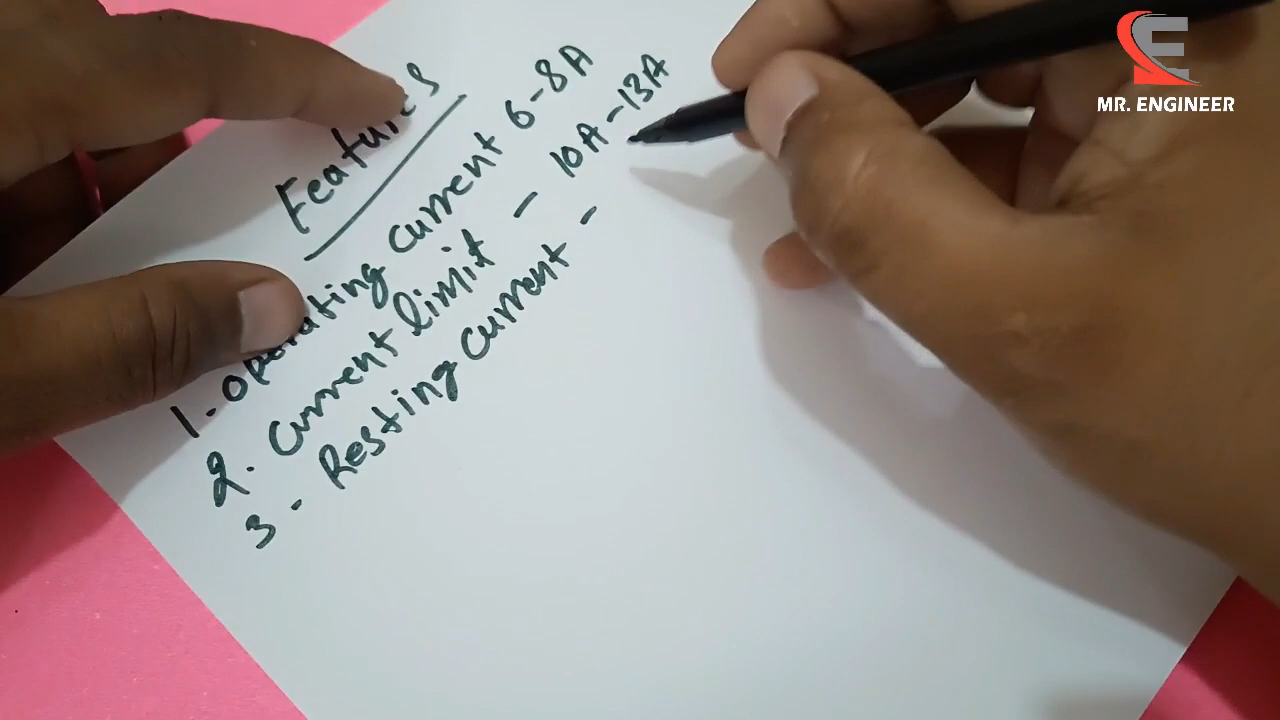 Features
1. Operating current 6-8A
2. Current limit - 10A-13A
3. Resting current -
MR. ENGINEER